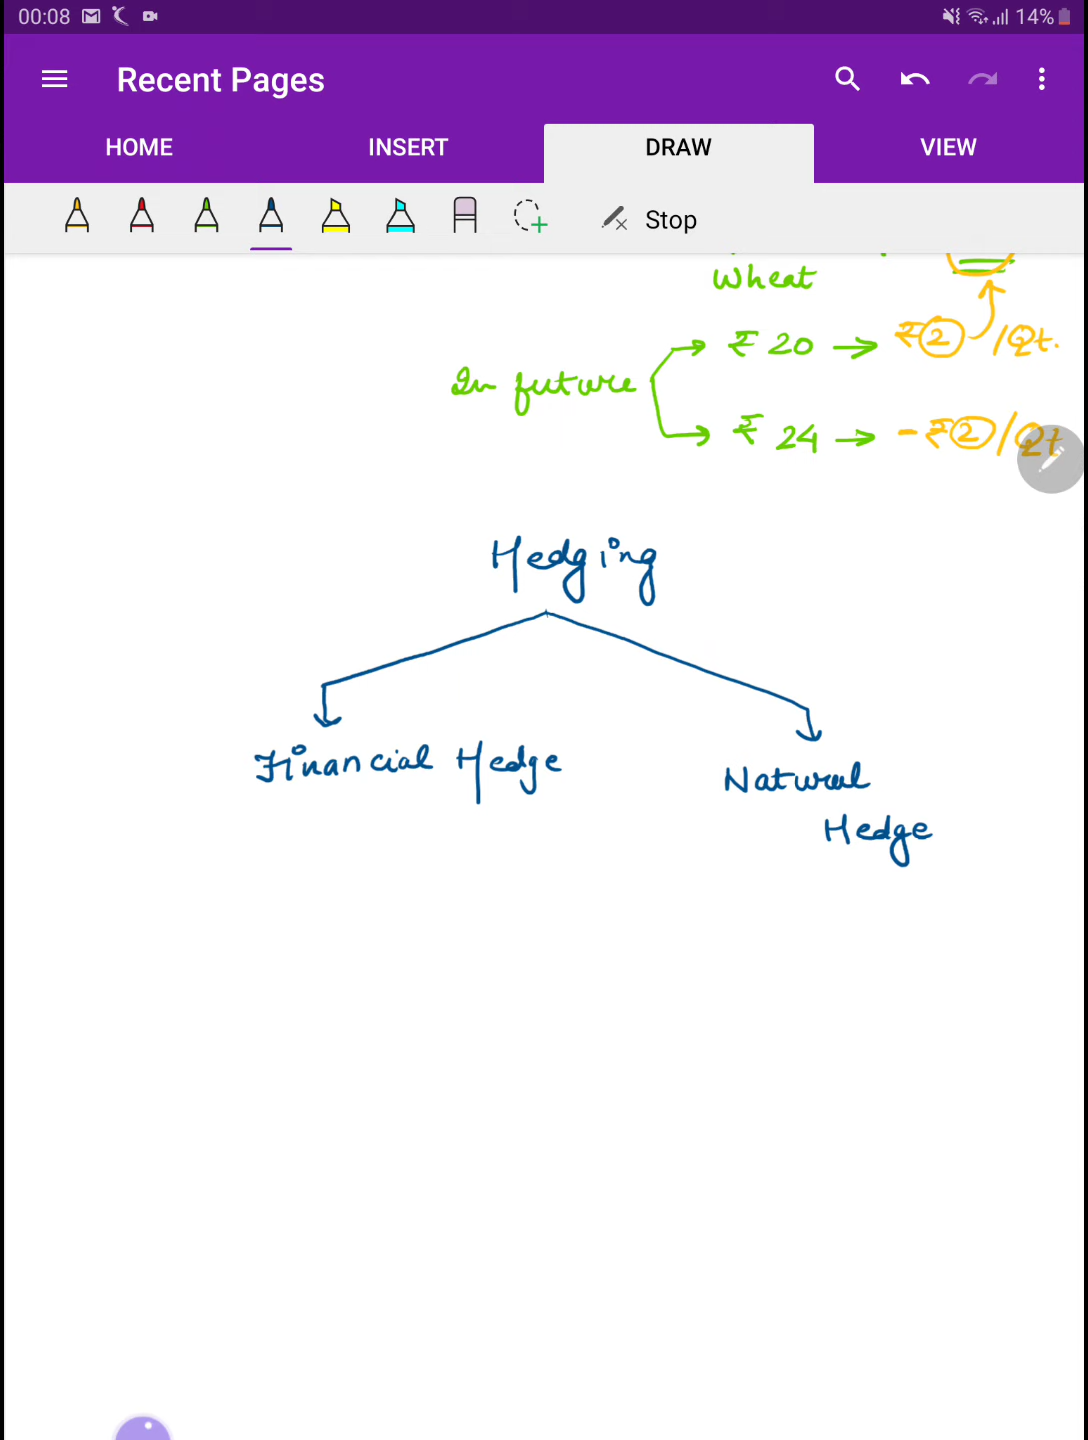 00:08 14%
Recent Pages
HOME INSERT DRAW VIEW
Stop
Wheat
₹ 20 → ₹2 /Qt.
In future
₹ 24 → -₹2/Qt
Hedging
Financial Hedge
Natural
Hedge